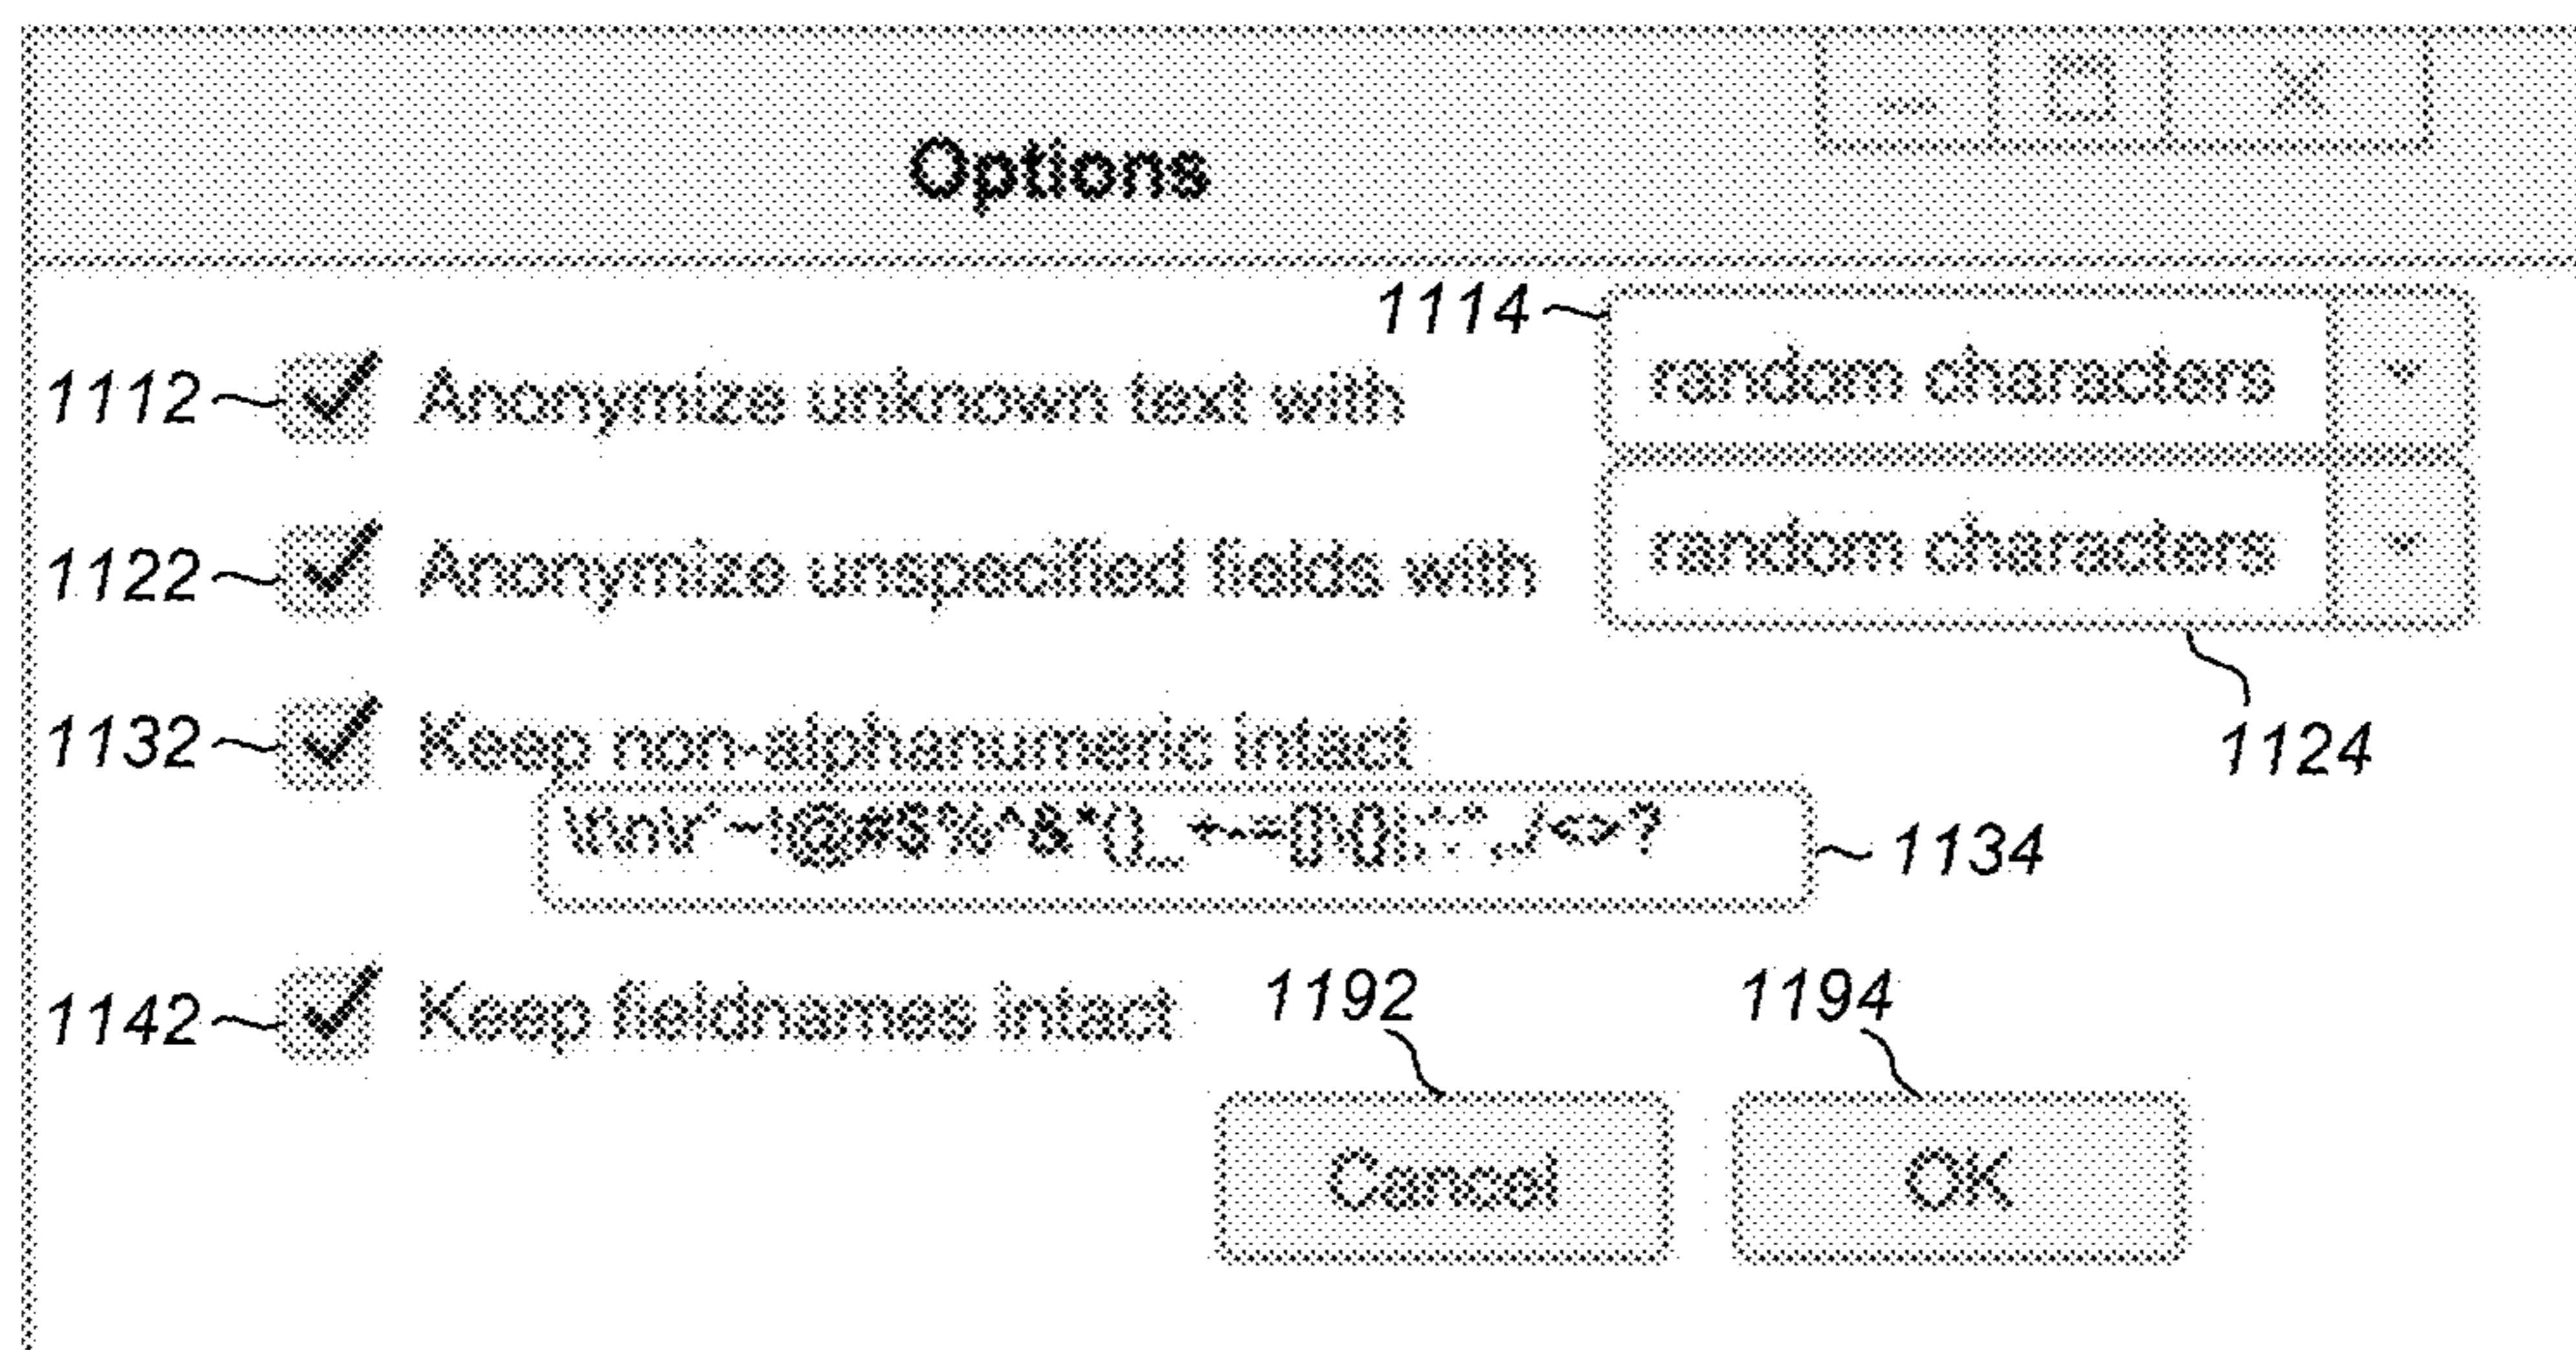 Options
1114 random characters
1112 Anonymize unknown text with
1122 Anonymize unspecified fields with random characters
1124
1132 Keep non-alphanumeric intact
\t\n\r`~!@#$%^&*()_+-=[]\{}|;':",./<>? 1134
1142 Keep fieldnames intact
1192 1194
Cancel OK